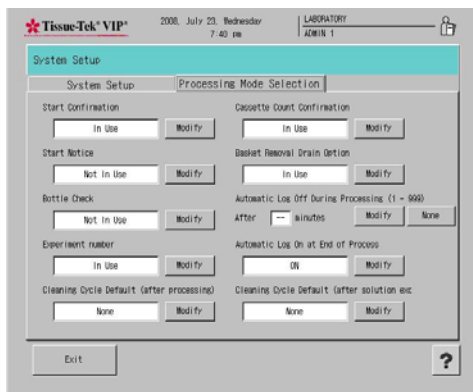 Tissue-Tek® VIP®
2008, July 23, Wednesday
7:40 pm
LABORATORY
ADMIN 1
System Setup
System Setup
Processing Mode Selection
Start Confirmation
Cassette Count Confirmation
In Use
Modify
In Use
Modify
Start Notice
Basket Removal Drain Option
Not In Use
Modify
In Use
Modify
Bottle Check
Automatic Log Off During Processing (1 - 999)
Not In Use
Modify
After -- minutes
Modify
None
Experiment number
Automatic Log On at End of Process
In Use
Modify
ON
Modify
Cleaning Cycle Default (after processing)
Cleaning Cycle Default (after solution exc
None
Modify
None
Modify
Exit
?